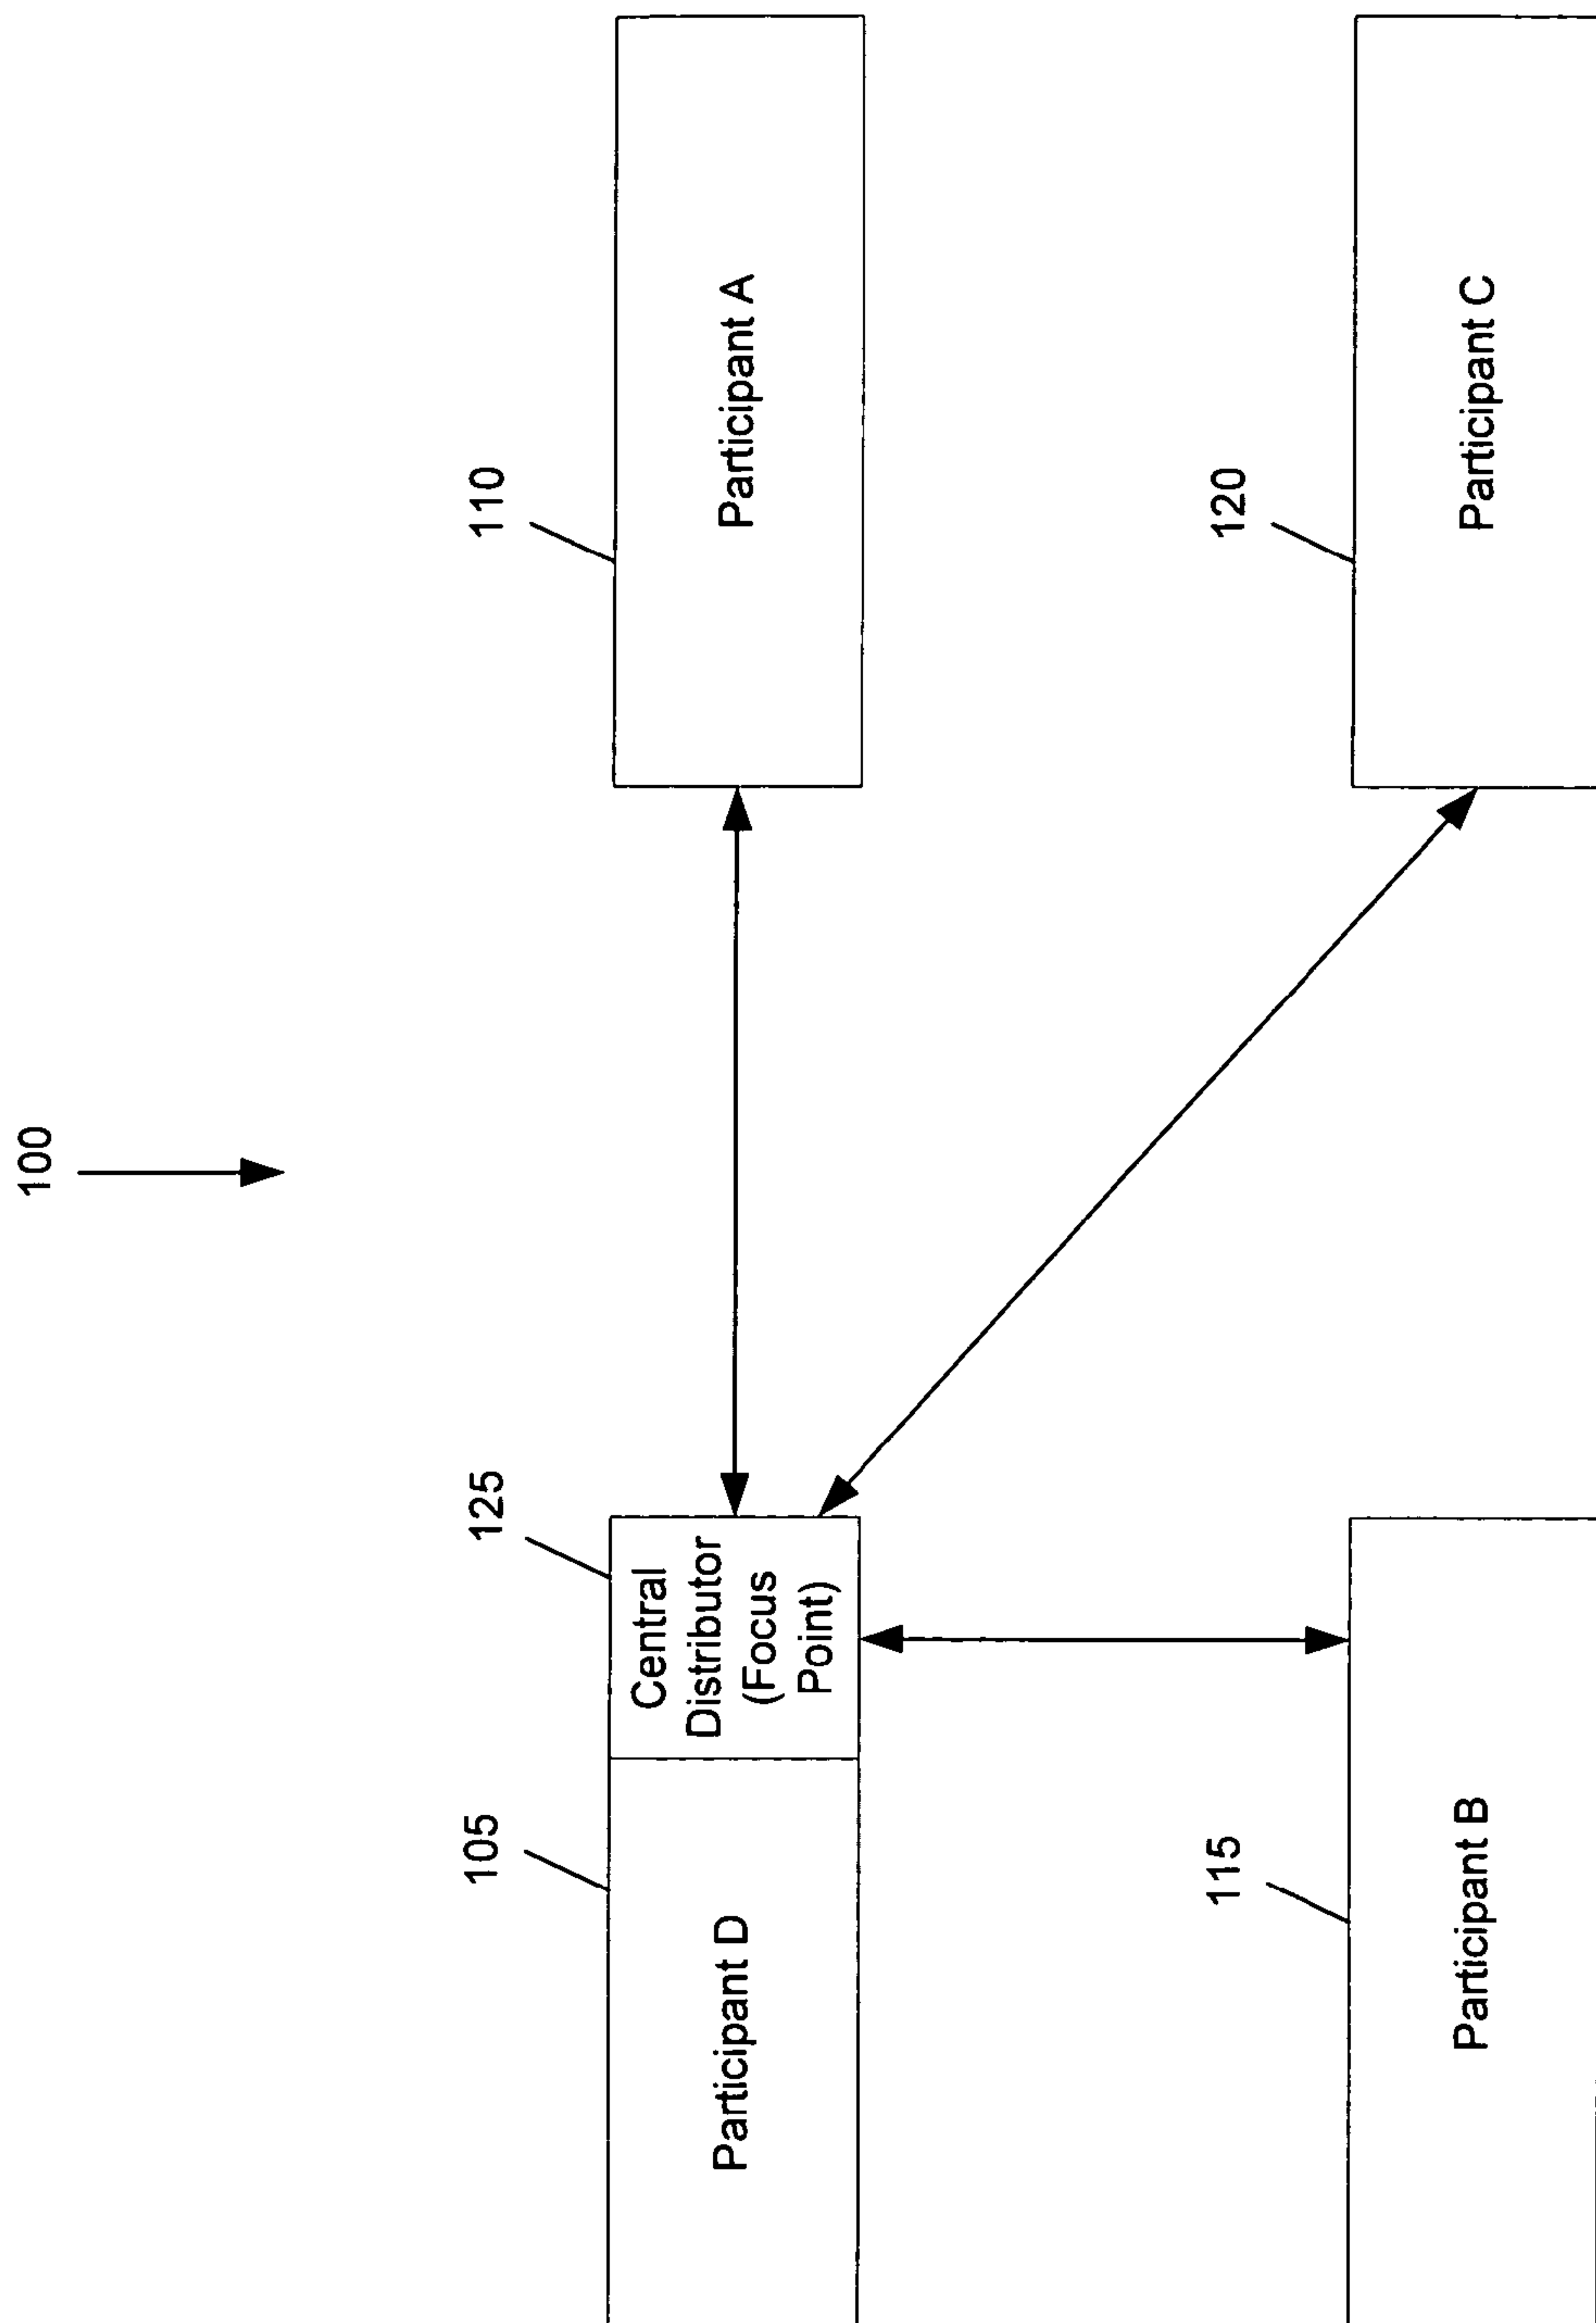 100
105
125
110
Participant D
Central
Distributor
(Focus
Point)
Participant A
115
120
Participant B
Participant C